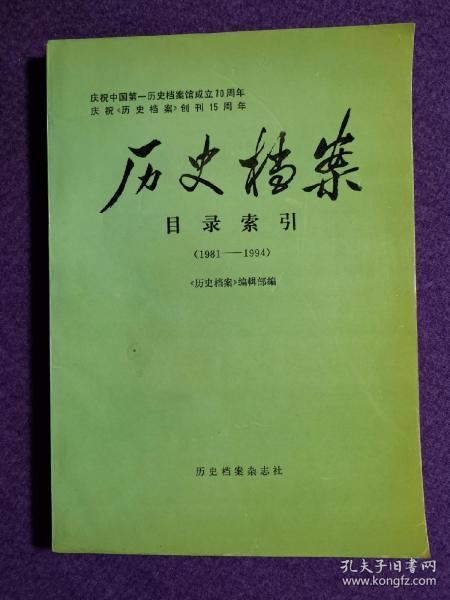 庆祝中国第一历史档案馆成立70周年
庆祝《历史档案》创刊15周年
历史档案
目录索引
(1981——1994)
《历史档案》编辑部编
历史档案杂志社
孔夫子旧书网
www.kongfz.com